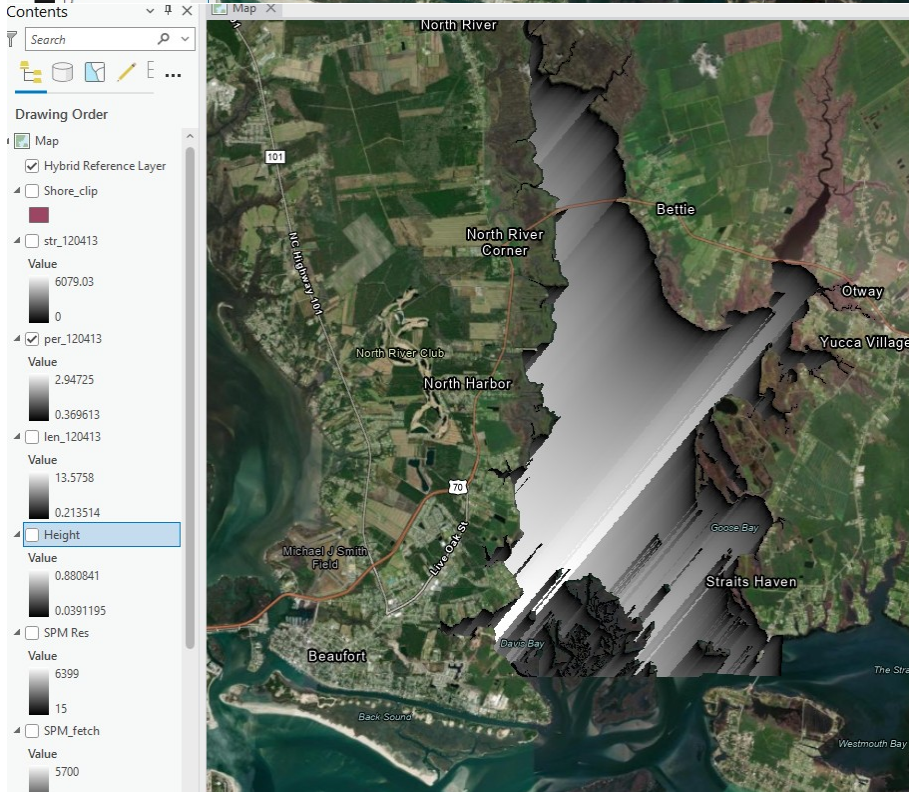 Contents
Search
Drawing Order
Map
Hybrid Reference Layer
Shore_clip
str_120413
Value
6079.03
0
per_120413
Value
2.94725
0.369613
len_120413
Value
13.5758
0.213514
Height
Value
0.880841
0.0391195
SPM Res
Value
6399
15
SPM_fetch
Value
5700
Map
North River
101
Bettie
North River
Corner
NC Highway 101
Otway
Yucca Village
North River Club
North Harbor
70
Goose Bay
Live Oak St
Michael J Smith
Field
Straits Haven
Davis Bay
Beaufort
The Stra
Back Sound
Westmouth Bay